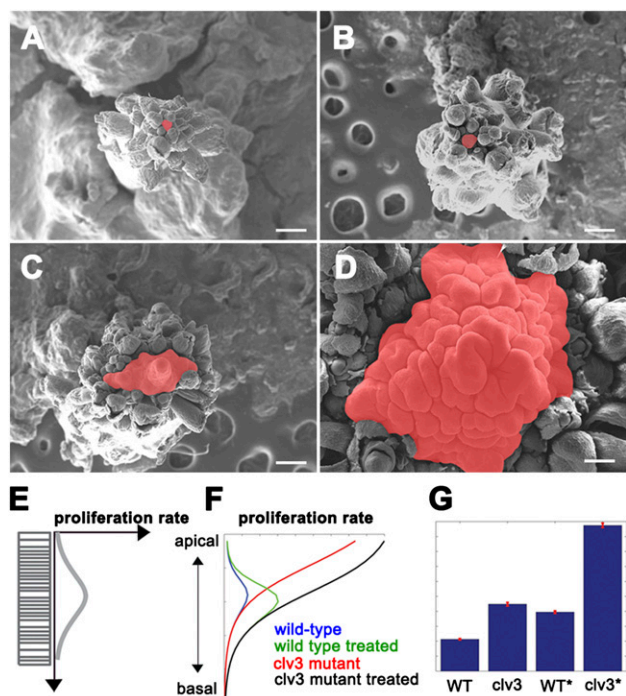 A
B
C
D
E
proliferation rate
F
proliferation rate
apical
basal
wild-type
wild type treated
clv3 mutant
clv3 mutant treated
G
WT clv3 WT* clv3*